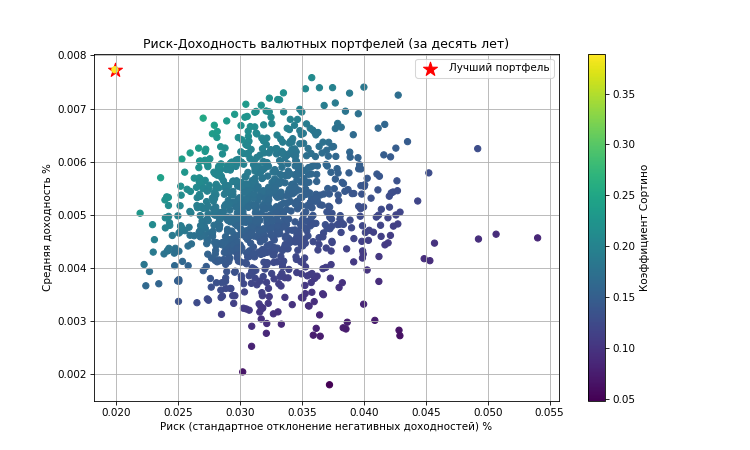 Риск-Доходность валютных портфелей (за десять лет)
Лучший портфель
Средняя доходность %
0.008
0.007
0.006
0.005
0.004
0.003
0.002
0.020 0.025 0.030 0.035 0.040 0.045 0.050 0.055
Риск (стандартное отклонение негативных доходностей) %
0.35
0.30
0.25
0.20
0.15
0.10
0.05
Коэффициент Сортино